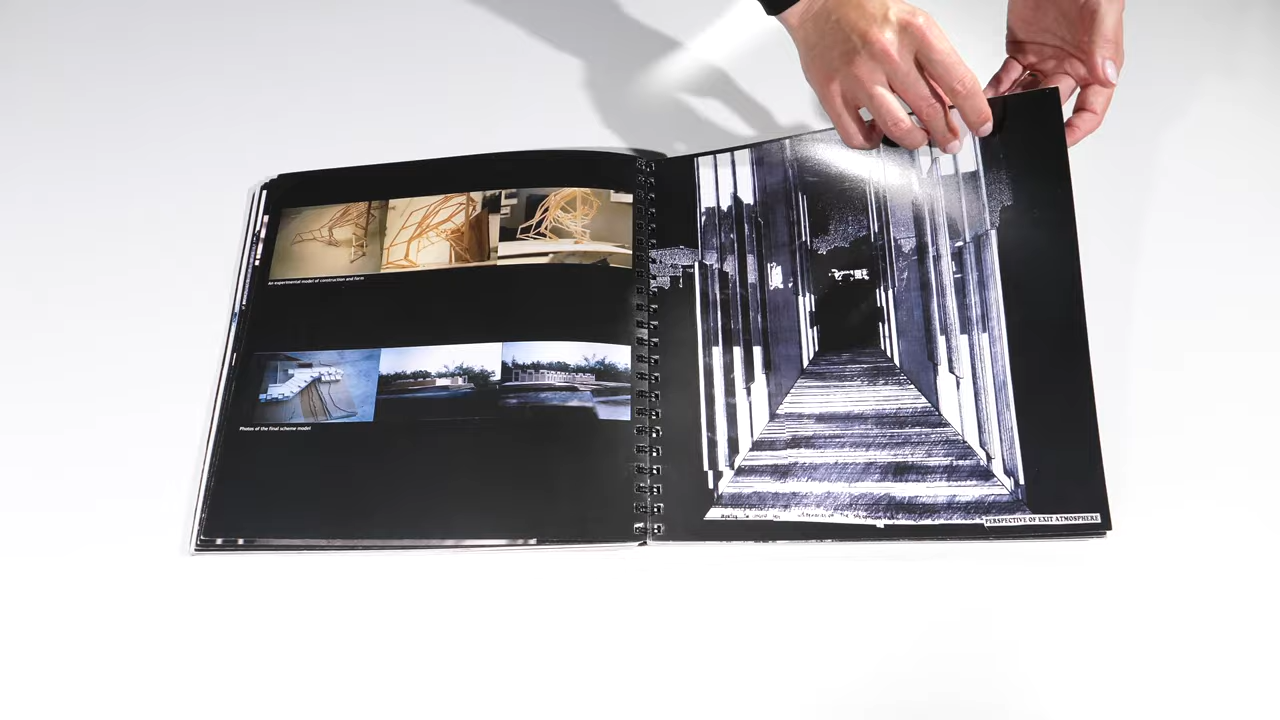 An experimental model of construction and form
Photos of the final scheme model
PERSPECTIVE OF EXIT ATMOSPHERE